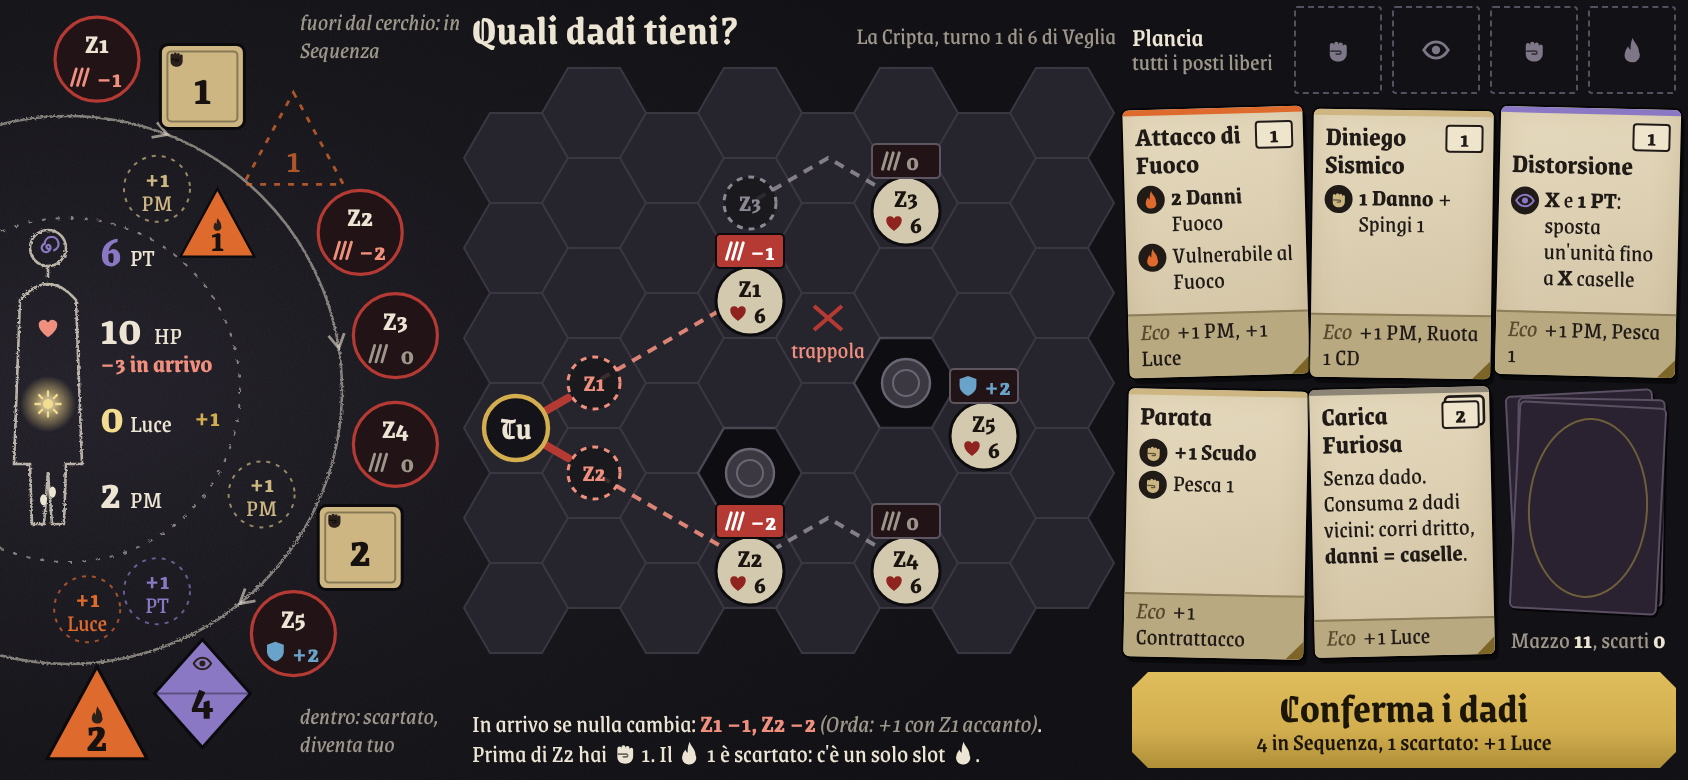 fuori dal cerchio: in
Sequenza
Quali dadi tieni?
La Cripta, turno 1 di 6 di Veglia
Plancia
tutti i posti liberi
Z1
−1
1
1
+1
PM
1
Z2
−2
6 PT
10 HP
−3 in arrivo
0 Luce +1
2 PM
Z3
0
Z4
0
+1
PM
2
+1
PT
+1
Luce
Z5
+2
2
4
dentro: scartato,
diventa tuo
0
Z3
6
Z3
−1
Z1
6
trappola
Z1
Tu
Z2
+2
Z5
6
−2
Z2
6
0
Z4
6
In arrivo se nulla cambia: Z1 −1, Z2 −2 (Orda: +1 con Z1 accanto).
Prima di Z2 hai 1. Il 1 è scartato: c'è un solo slot .
Attacco di
Fuoco
1
2 Danni
Fuoco
Vulnerabile al
Fuoco
Eco +1 PM, +1
Luce
Diniego
Sismico
1
1 Danno +
Spingi 1
Eco +1 PM, Ruota
1 CD
1
Distorsione
X e 1 PT:
sposta
un'unità fino
a X caselle
Eco +1 PM, Pesca
1
Parata
+1 Scudo
Pesca 1
Eco +1
Contrattacco
Carica
Furiosa
2
Senza dado.
Consuma 2 dadi
vicini: corri dritto,
danni = caselle.
Eco +1 Luce
Mazzo 11, scarti 0
Conferma i dadi
4 in Sequenza, 1 scartato: +1 Luce